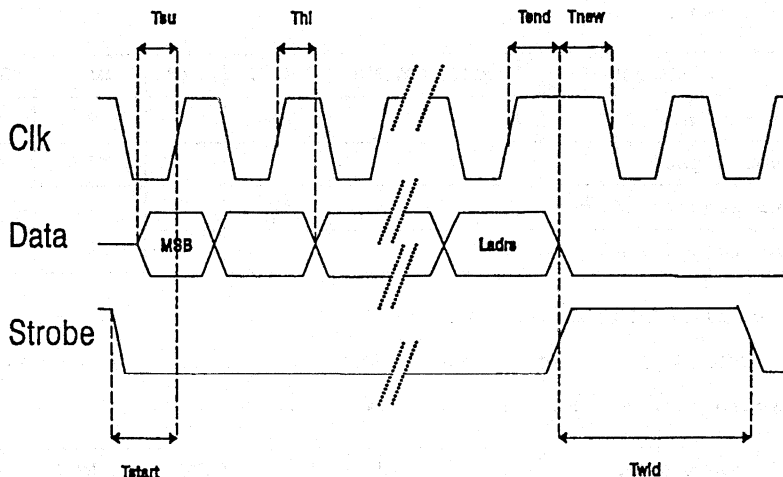 Tsu Thl Tend Tnew
Clk
Data MSB Ladrs
Strobe
Tstart Twid